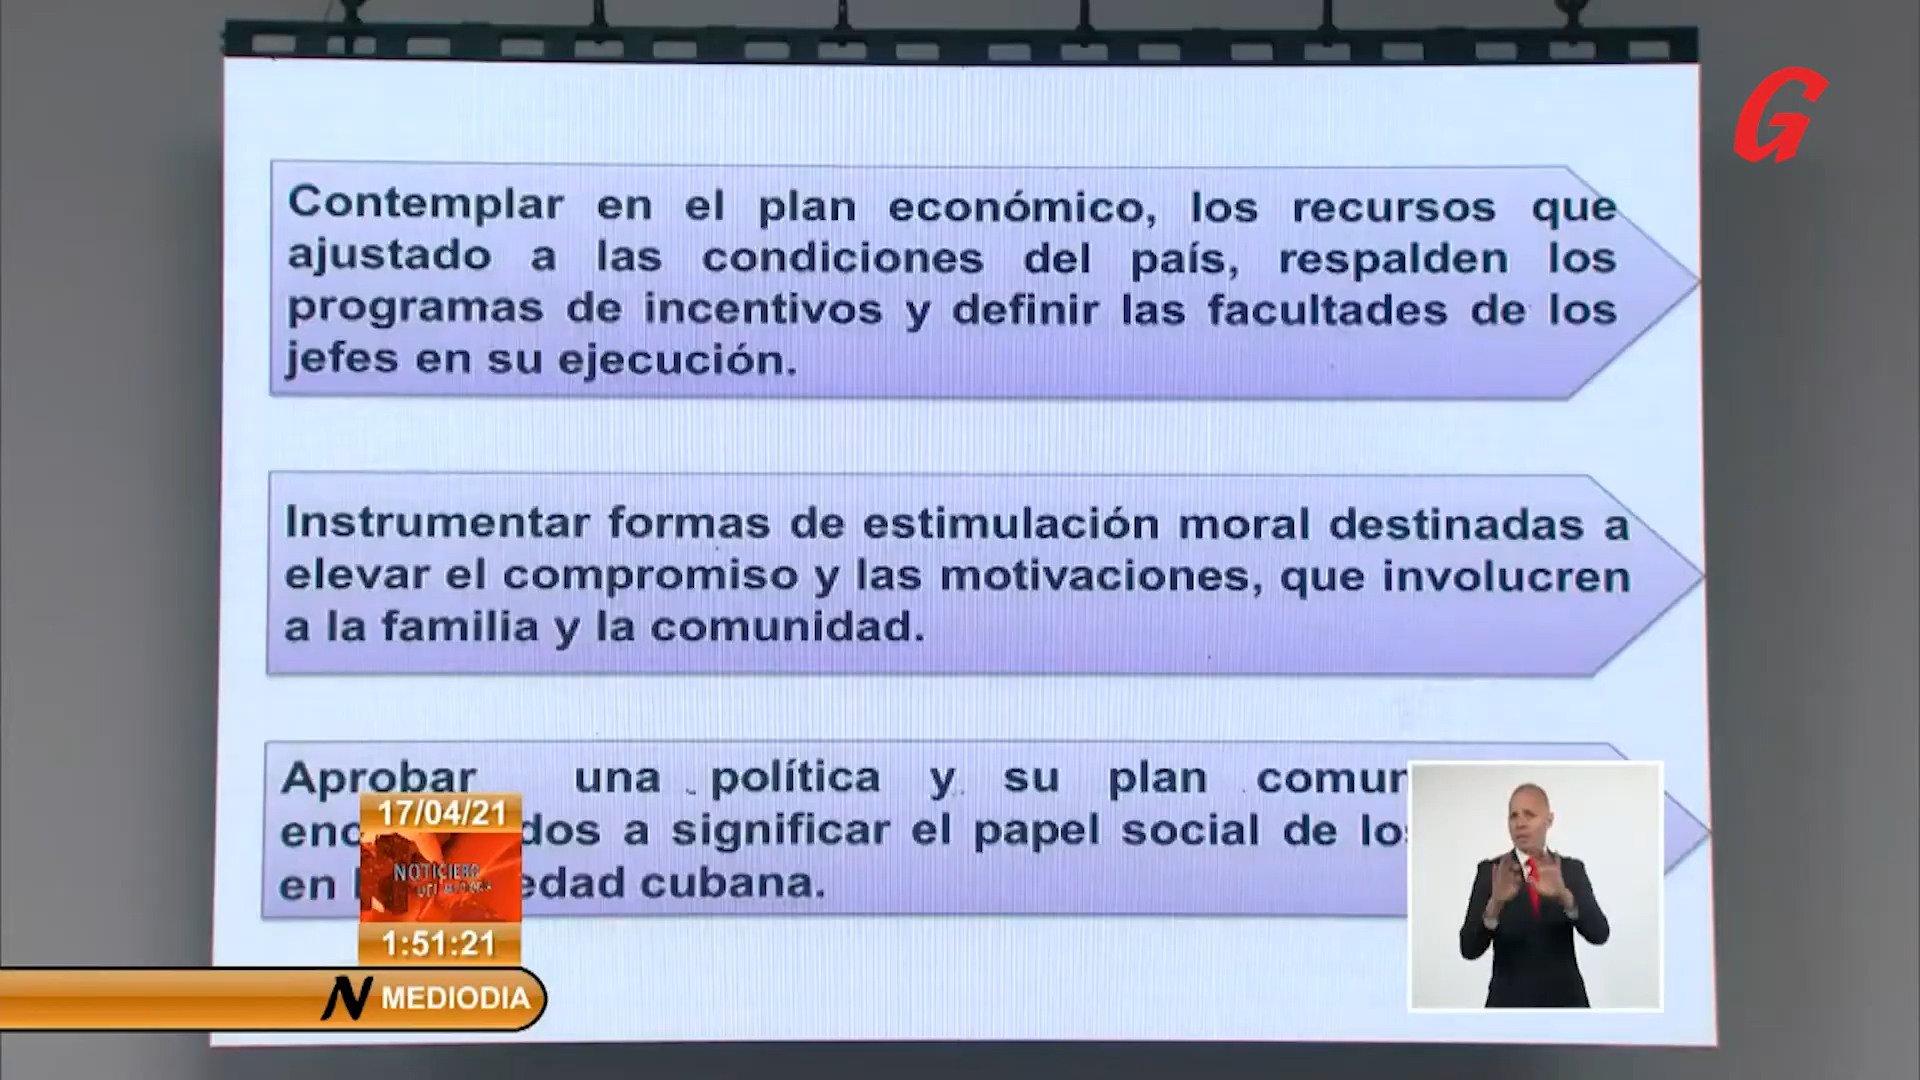 G
Contemplar en el plan económico, los recursos que
ajustado a las condiciones del país, respalden los
programas de incentivos y definir las facultades de los
jefes en su ejecución.
Instrumentar formas de estimulación moral destinadas a
elevar el compromiso y las motivaciones, que involucren
a la familia y la comunidad.
Aprobar una política y su plan
a significar el papel social de
en cubana.
17/04/21
NOTICIERO
1:51:21
N MEDIODIA